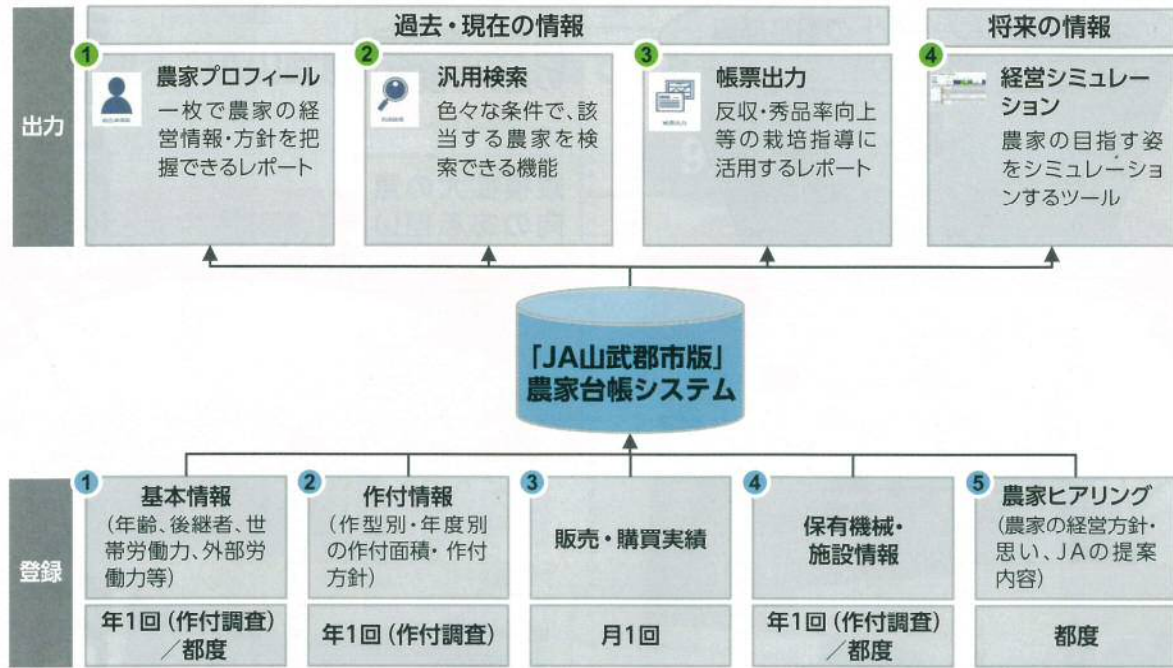 過去・現在の情報
将来の情報
出力
1
農家プロフィール
一枚で農家の経
営情報・方針を把
握できるレポート
2
汎用検索
色々な条件で、該
当する農家を検
索できる機能
3
帳票出力
反収・秀品率向上
等の栽培指導に
活用するレポート
4
経営シミュレー
ション
農家の目指す姿
をシミュレーショ
ンするツール
「JA山武郡市版」
農家台帳システム
登録
1
基本情報
(年齢、後継者、世
帯労働力、外部労
働力等)
年1回(作付調査)
／都度
2
作付情報
(作型別・年度別
の作付面積・作付
方針)
年1回(作付調査)
3
販売・購買実績
月1回
4
保有機械・
施設情報
年1回(作付調査)
／都度
5
農家ヒアリング
(農家の経営方針・
思い、JAの提案
内容)
都度